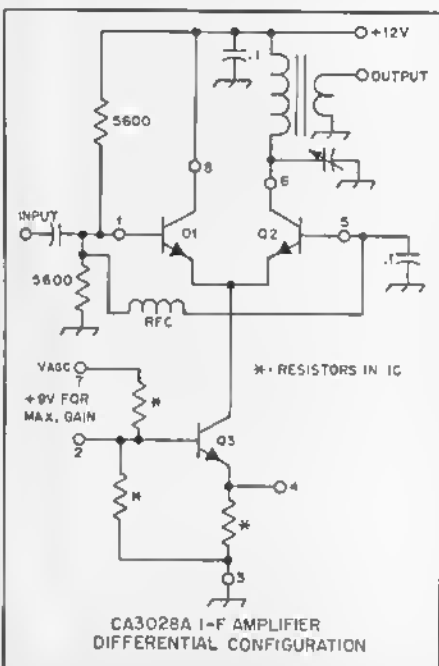 +12V
.1
OUTPUT
5600
8
6
INPUT
1
Q1
Q2
5
5600
.1
RFC
VAGC
7
*- RESISTORS IN IC
+9V FOR
MAX. GAIN
*
2
Q3
*
4
*
3
CA3028A I-F AMPLIFIER
DIFFERENTIAL CONFIGURATION